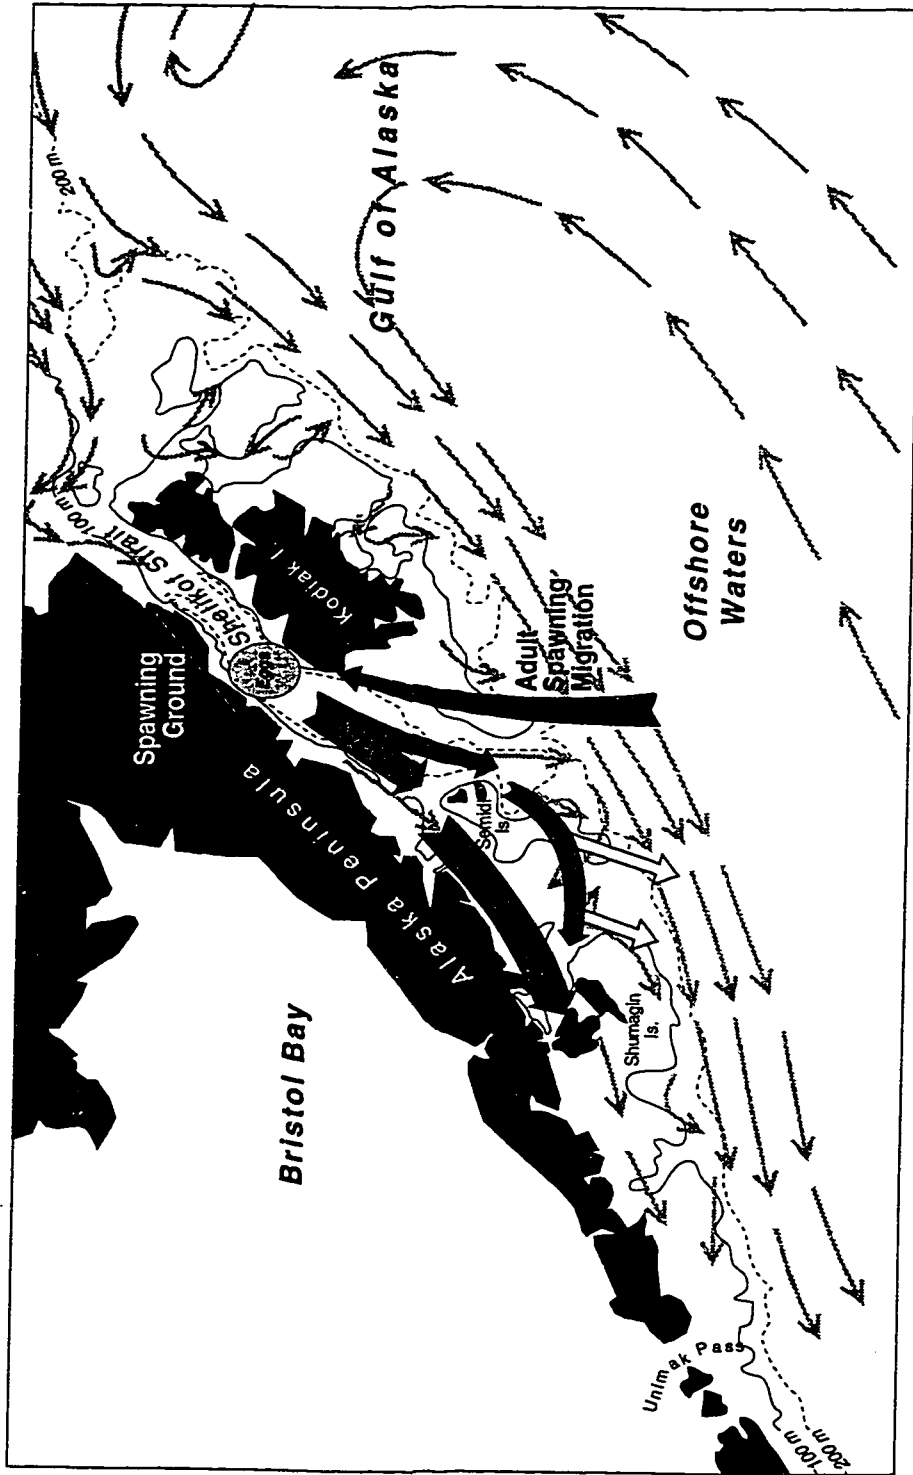 200 m
Gulf of Alaska
100 m
Shelikof Strait
Kodiak I.
Spawning
Ground
Eggs
Adult
Spawning
Migration
Offshore
Waters
Alaska Peninsula
Semidi
Is.
Bristol Bay
Shumagin
Is.
Unimak Pass
100 m
200 m